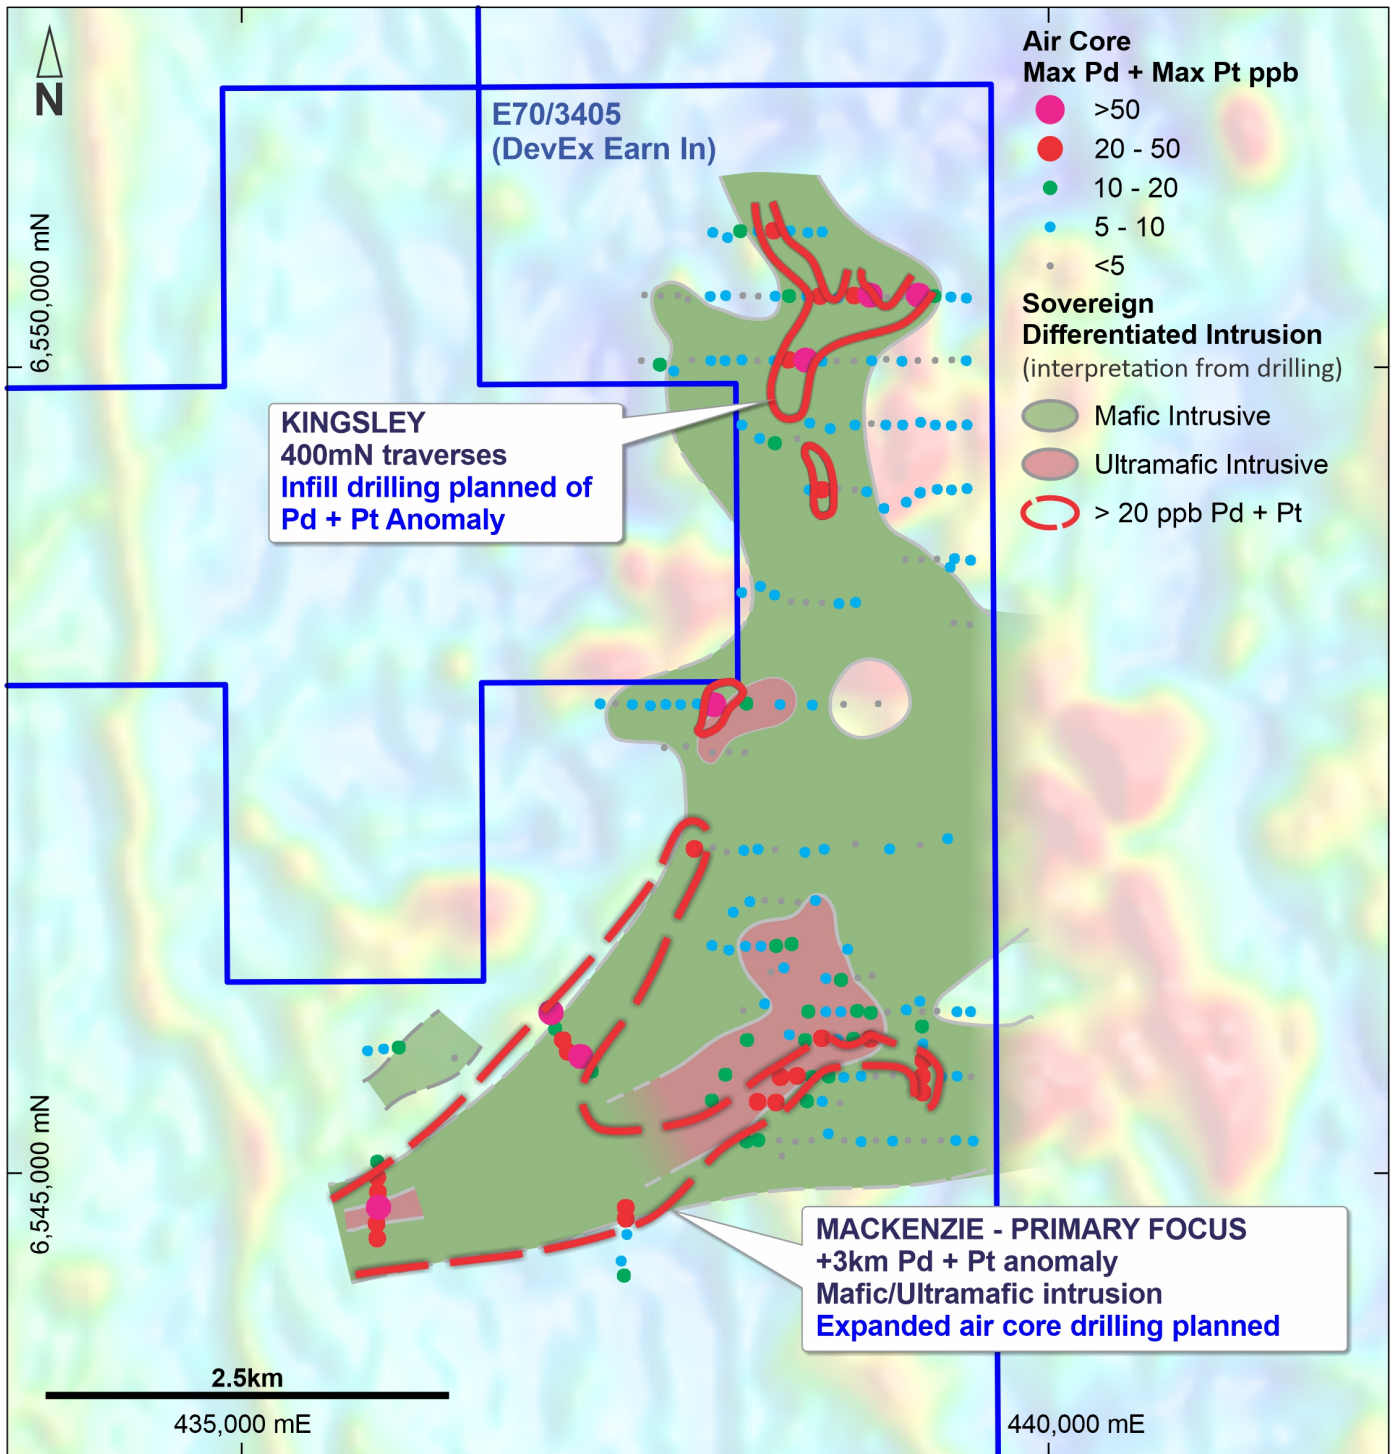 N
E70/3405
(DevEx Earn In)
Air Core
Max Pd + Max Pt ppb
>50
20 - 50
10 - 20
5 - 10
<5
Sovereign
Differentiated Intrusion
(interpretation from drilling)
Mafic Intrusive
Ultramafic Intrusive
> 20 ppb Pd + Pt
6,550,000 mN
KINGSLEY
400mN traverses
Infill drilling planned of
Pd + Pt Anomaly
6,545,000 mN
MACKENZIE - PRIMARY FOCUS
+3km Pd + Pt anomaly
Mafic/Ultramafic intrusion
Expanded air core drilling planned
2.5km
435,000 mE
440,000 mE